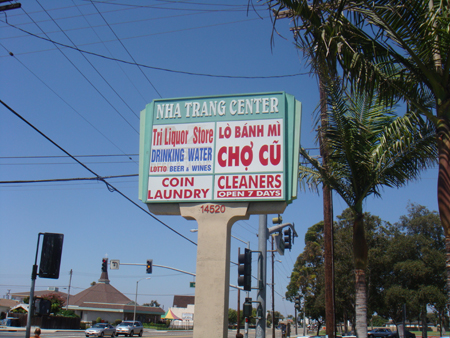 NHA TRANG CENTER
Tri Liquor Store
DRINKING WATER
LOTTO BEER & WINES
COIN
LAUNDRY
LÒ BÁNH MÌ
CHỢ CŨ
CLEANERS
OPEN 7 DAYS
14520